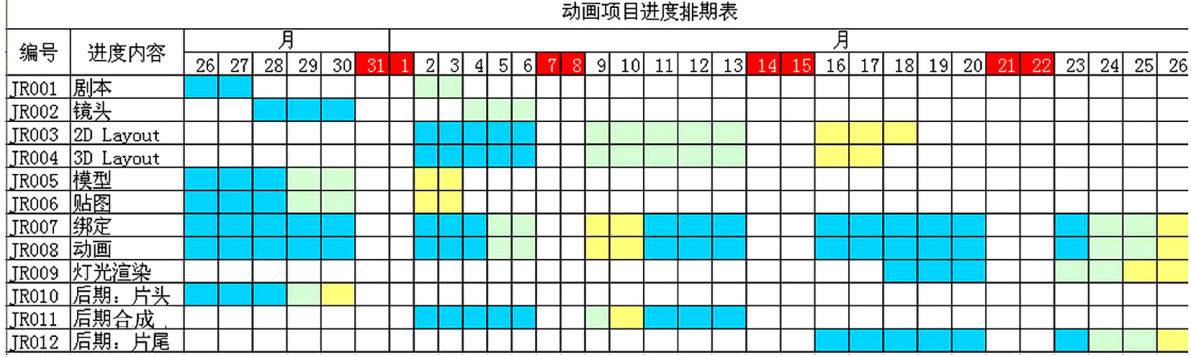 动画项目进度排期表
编号 进度内容 月 月
26 27 28 29 30 31 1 2 3 4 5 6 7 8 9 10 11 12 13 14 15 16 17 18 19 20 21 22 23 24 25 26
JR001 剧本
JR002 镜头
JR003 2D Layout
JR004 3D Layout
JR005 模型
JR006 贴图
JR007 绑定
JR008 动画
JR009 灯光渲染
JR010 后期：片头
JR011 后期合成
JR012 后期：片尾